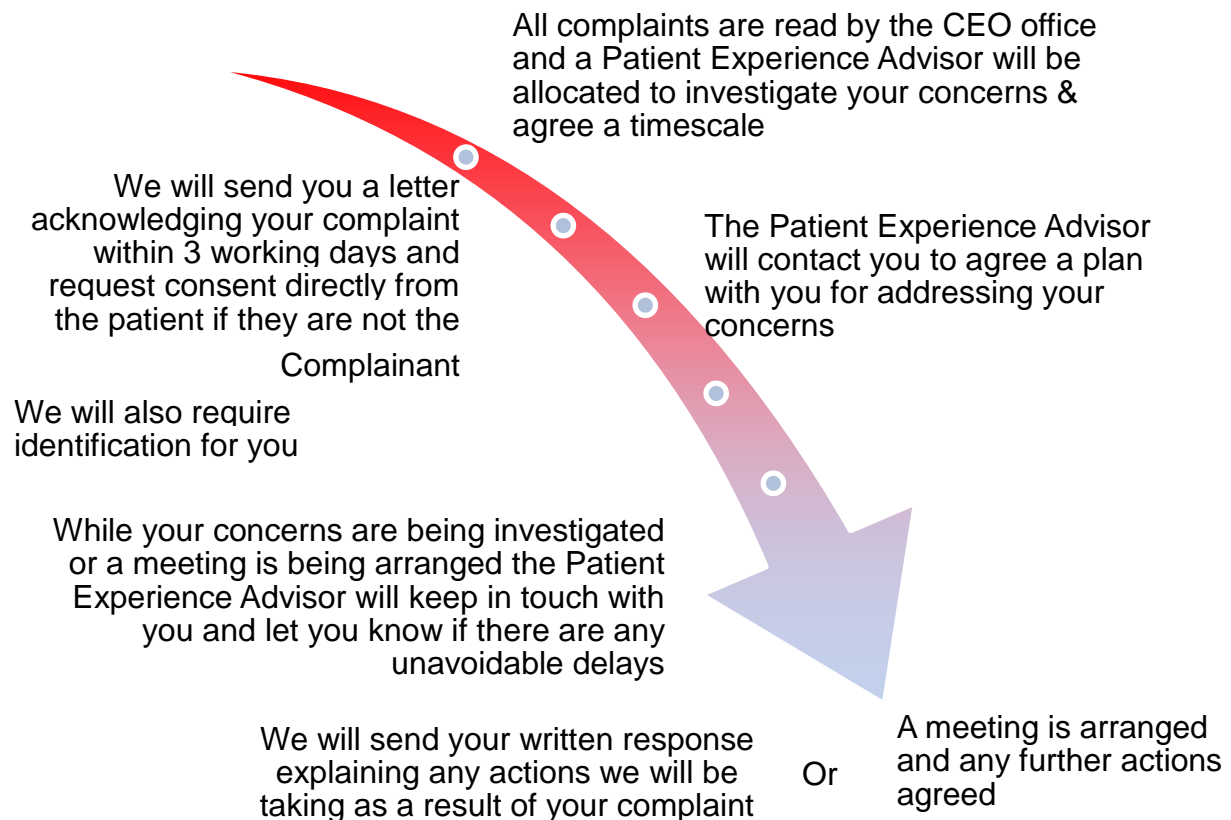 All complaints are read by the CEO office
and a Patient Experience Advisor will be
allocated to investigate your concerns &
agree a timescale
We will send you a letter
acknowledging your complaint
within 3 working days and
request consent directly from
the patient if they are not the
Complainant
We will also require
identification for you
The Patient Experience Advisor
will contact you to agree a plan
with you for addressing your
concerns
While your concerns are being investigated
or a meeting is being arranged the Patient
Experience Advisor will keep in touch with
you and let you know if there are any
unavoidable delays
We will send your written response
explaining any actions we will be
taking as a result of your complaint
Or
A meeting is arranged
and any further actions
agreed